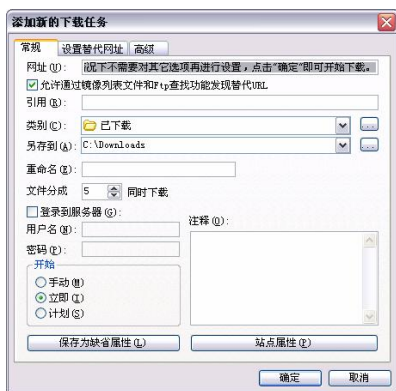 添加新的下载任务
常规 设置替代网址 高级
网址(U): 况下不需要对其它选项再进行设置，点击“确定”即可开始下载。
允许通过镜像列表文件和Ftp查找功能发现替代URL
引用(R):
类别(C): 已下载 ...
另存到(A): C:\Downloads ...
重命名(E):
文件分成 5 同时下载
登录到服务器(G):
用户名(N):
注释(O):
密码(P):
开始
手动(M)
立即(I)
计划(S)
保存为缺省属性(L) 站点属性(P)
确定 取消